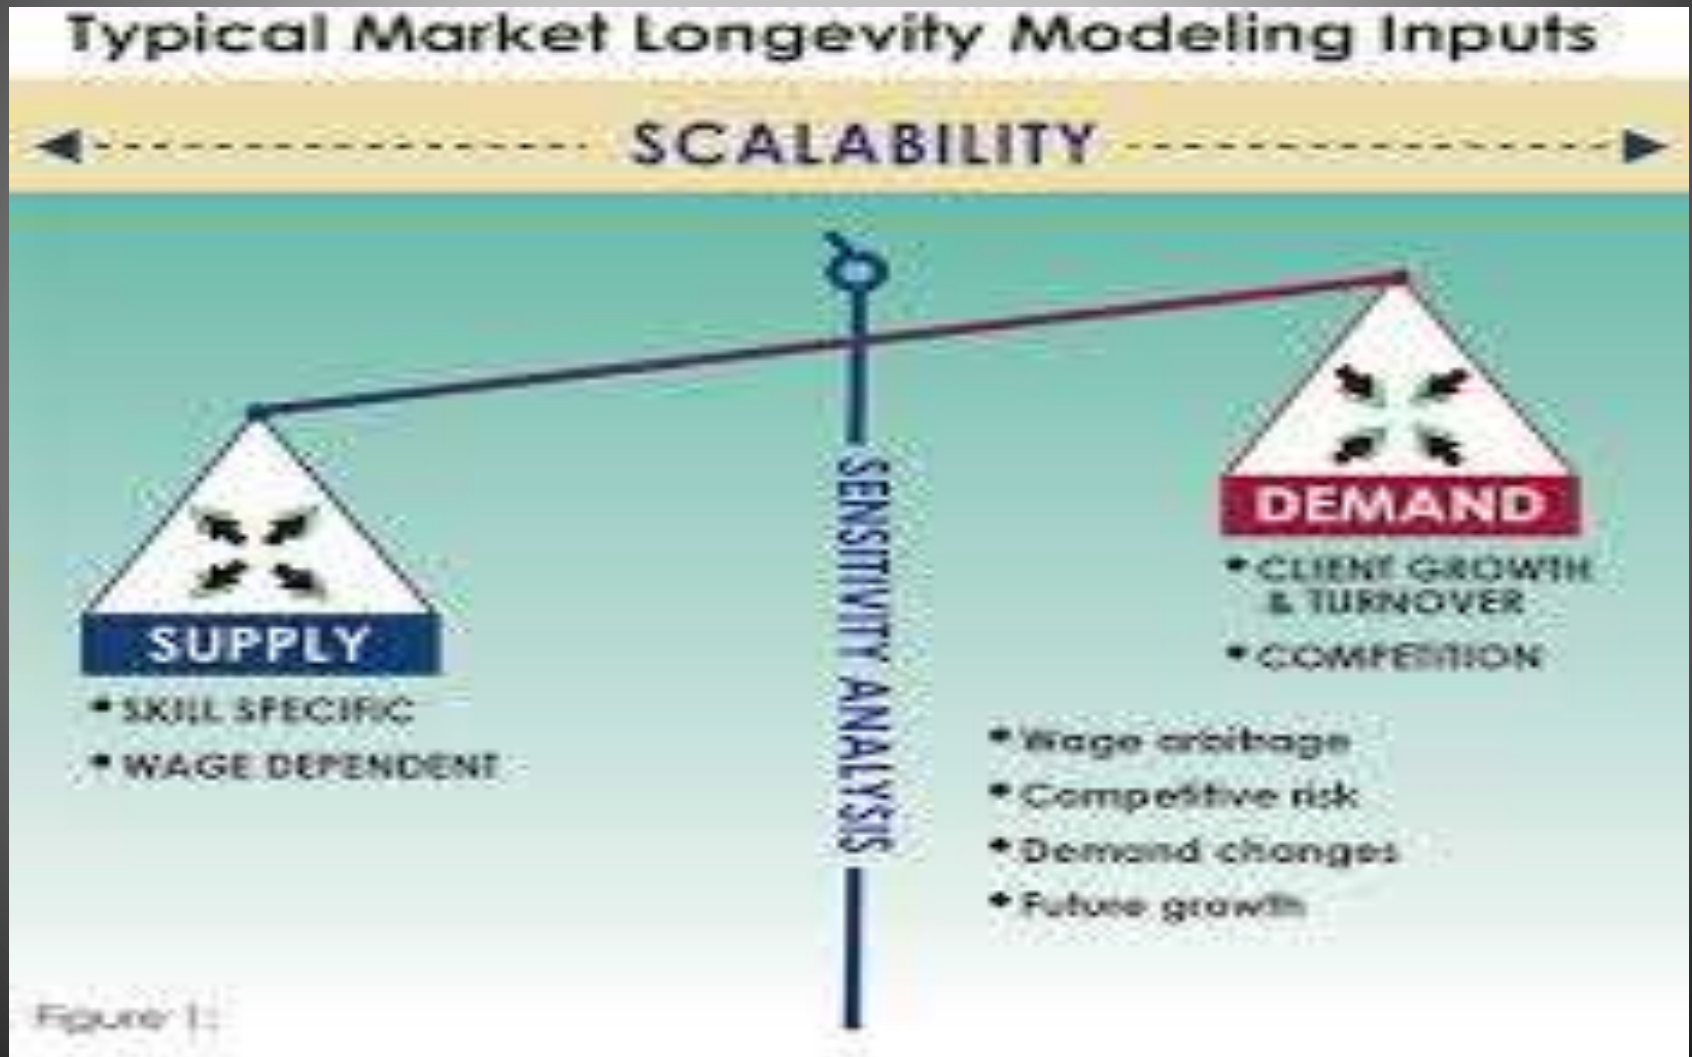 Typical Market Longevity Modeling Inputs
SCALABILITY
SUPPLY
• SKILL SPECIFIC
• WAGE DEPENDENT
SENSITIVITY ANALYSIS
DEMAND
• CLIENT GROWTH
& TURNOVER
• COMPETITION
• Wage arbitrage
• Competitive risk
• Demand changes
• Future growth
Figure 1: